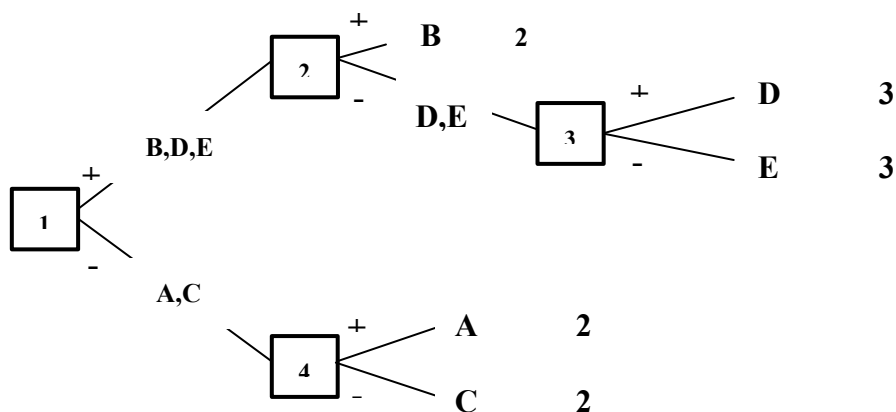 + B 2
2
- D,E + D 3
3
B,D,E - E 3
+
1
-
A,C
+ A 2
4
- C 2